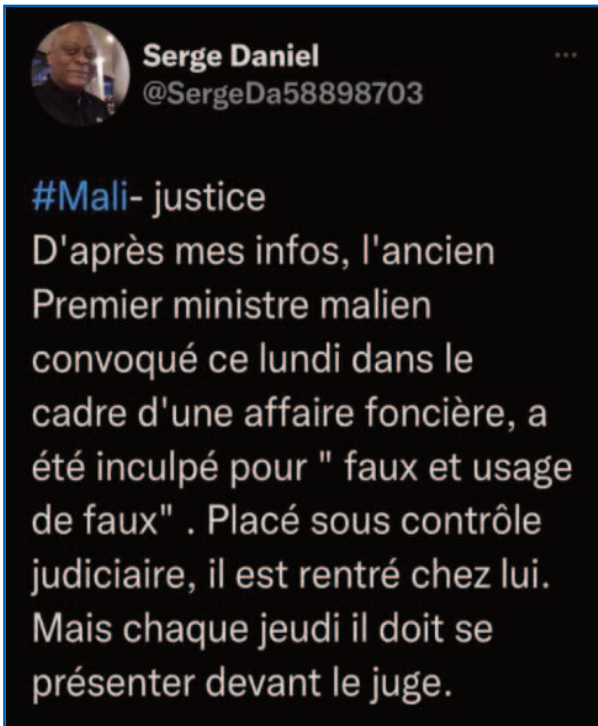 Serge Daniel
@SergeDa58898703
#Mali- justice
D'après mes infos, l'ancien
Premier ministre malien
convoqué ce lundi dans le
cadre d'une affaire foncière, a
été inculpé pour " faux et usage
de faux" . Placé sous contrôle
judiciaire, il est rentré chez lui.
Mais chaque jeudi il doit se
présenter devant le juge.